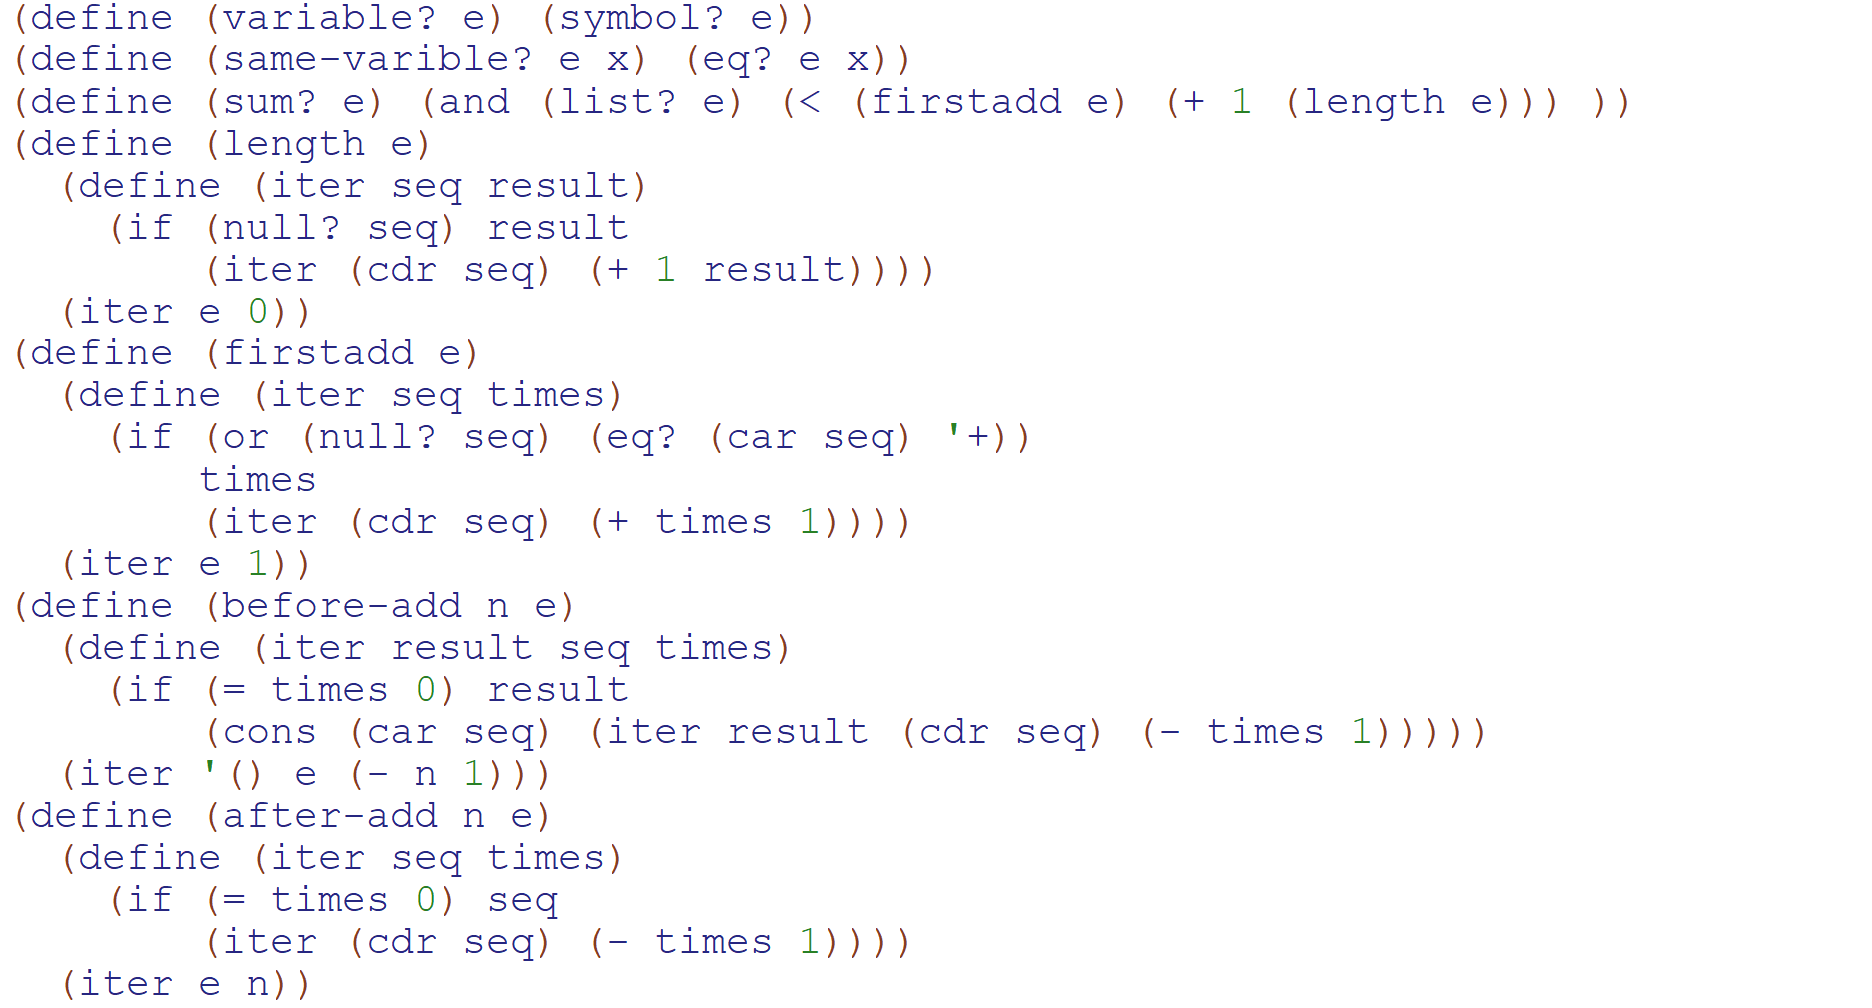 (define (variable? e) (symbol? e))
(define (same-varible? e x) (eq? e x))
(define (sum? e) (and (list? e) (< (firstadd e) (+ 1 (length e))) ))
(define (length e)
  (define (iter seq result)
    (if (null? seq) result
        (iter (cdr seq) (+ 1 result))))
  (iter e 0))
(define (firstadd e)
  (define (iter seq times)
    (if (or (null? seq) (eq? (car seq) '+))
        times
        (iter (cdr seq) (+ times 1))))
  (iter e 1))
(define (before-add n e)
  (define (iter result seq times)
    (if (= times 0) result
        (cons (car seq) (iter result (cdr seq) (- times 1)))))
  (iter '() e (- n 1)))
(define (after-add n e)
  (define (iter seq times)
    (if (= times 0) seq
        (iter (cdr seq) (- times 1))))
  (iter e n))